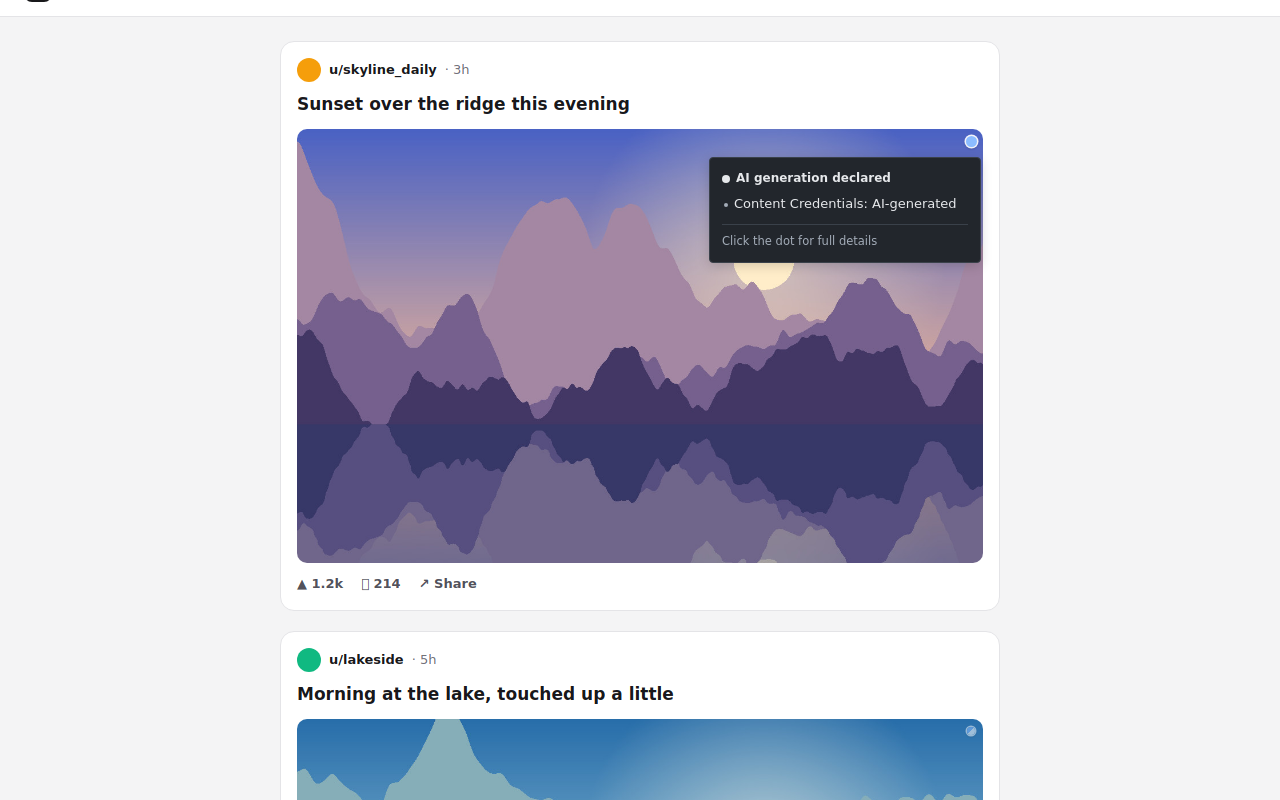 u/skyline_daily · 3h
Sunset over the ridge this evening
AI generation declared
Content Credentials: AI-generated
Click the dot for full details
▲ 1.2k 214 ↗ Share
u/lakeside · 5h
Morning at the lake, touched up a little